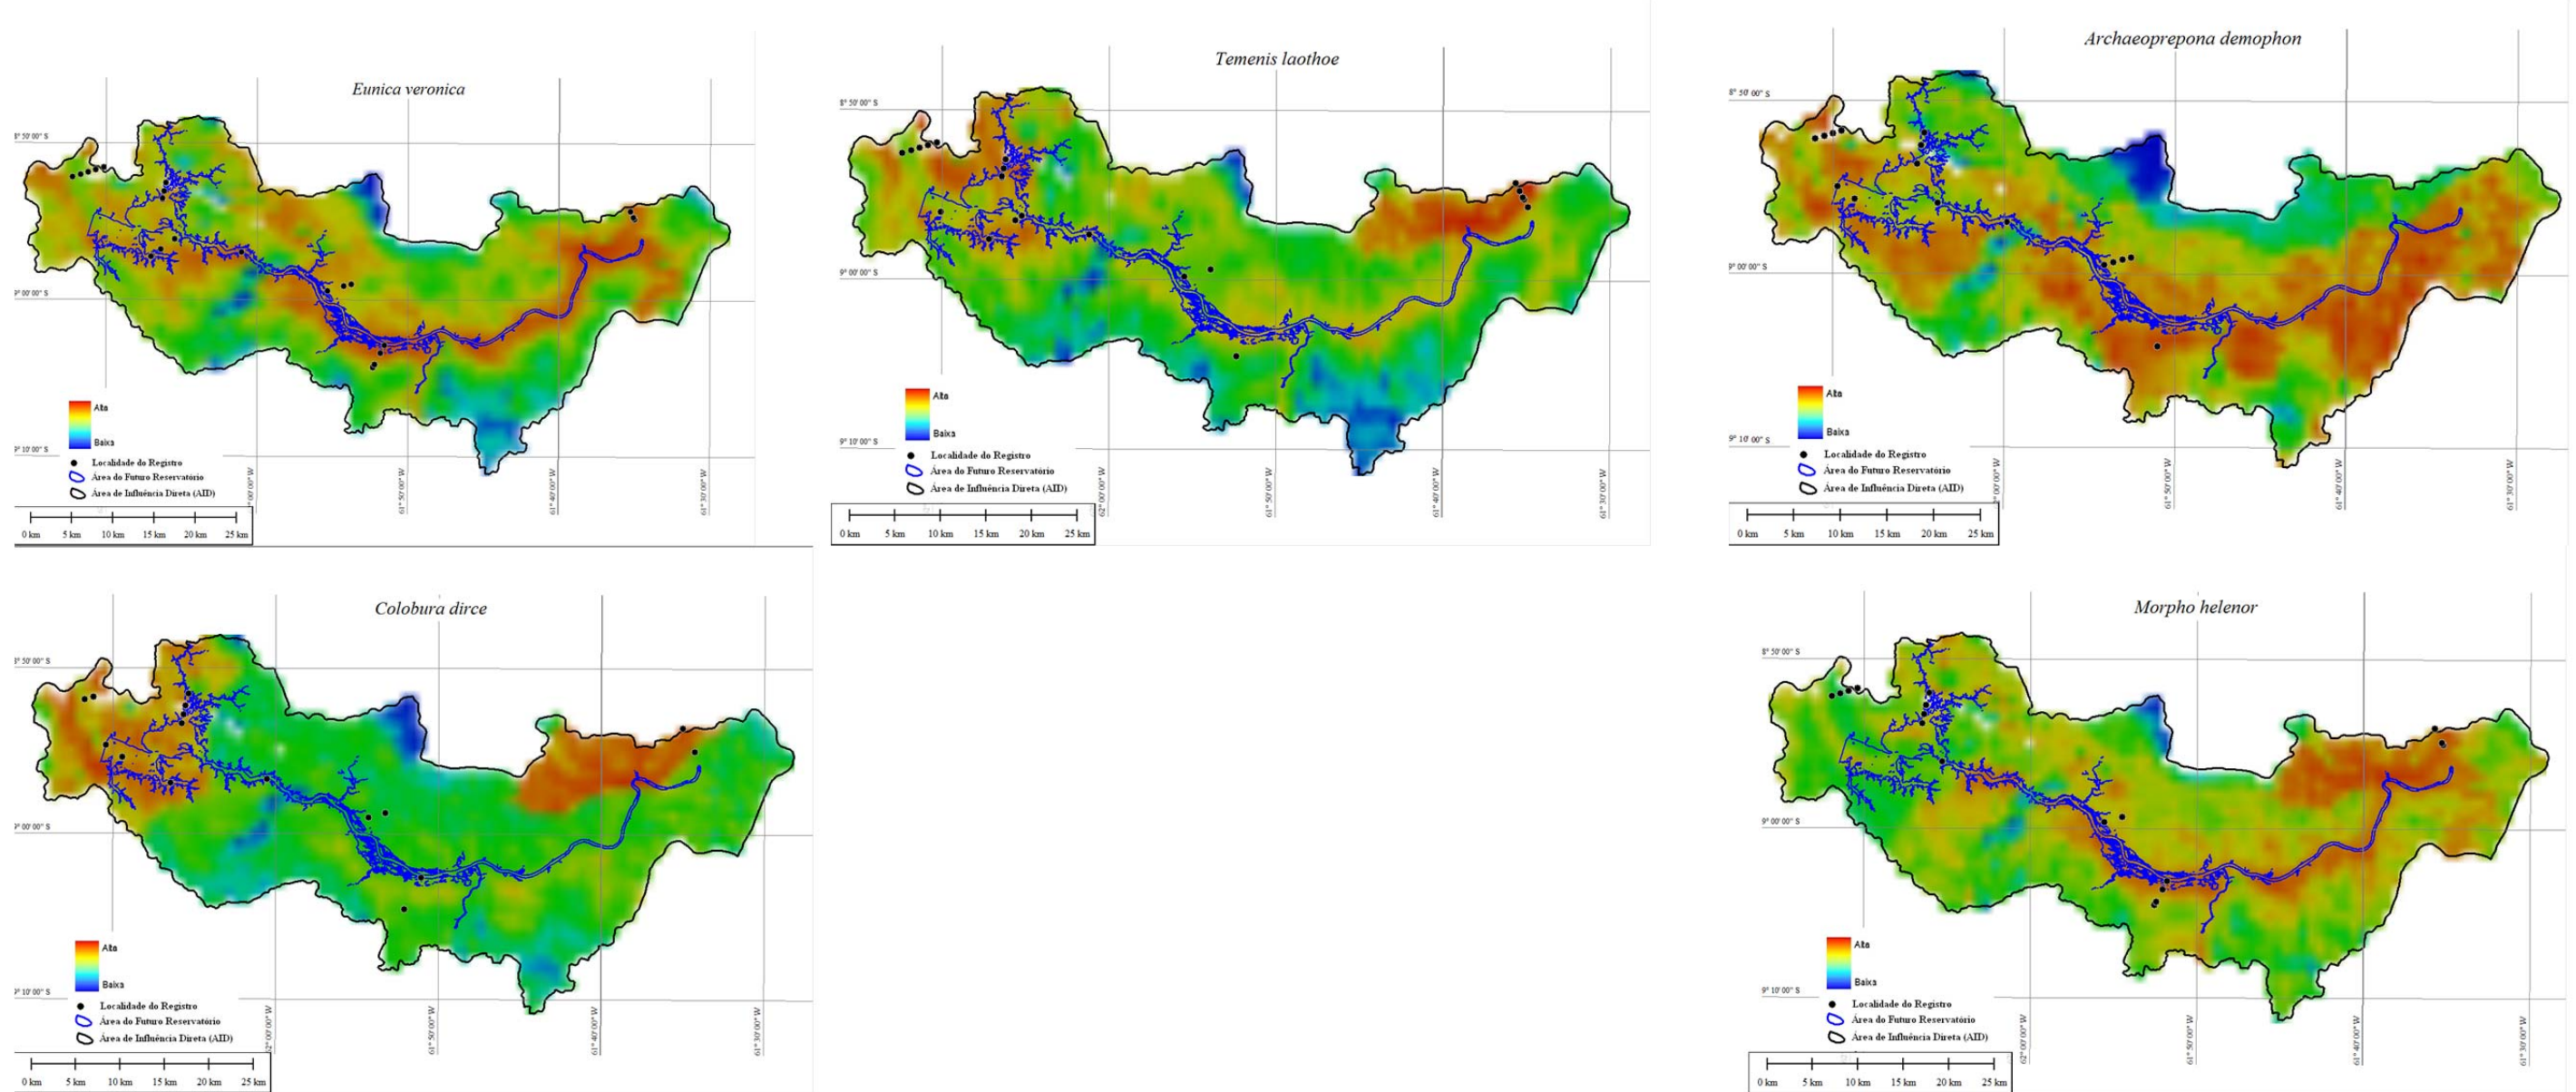 Eunica veronica
8° 50' 00" S
9° 00' 00" S
9° 10' 00" S
Alta
Baixa
Localidade do Registro
Área do Futuro Reservatório
Área de Influência Direta (AID)
61° 50' 00" W
61° 40' 00" W
61° 30' 00" W
0 km 5 km 10 km 15 km 20 km 25 km
Temenis laothoe
8° 50' 00" S
9° 00' 00" S
9° 10' 00" S
Alta
Baixa
Localidade do Registro
Área do Futuro Reservatório
Área de Influência Direta (AID)
62° 00' 00" W
61° 50' 00" W
61° 40' 00" W
61° 30' 00" W
0 km 5 km 10 km 15 km 20 km 25 km
Archaeoprepona demophon
8° 50' 00" S
9° 00' 00" S
9° 10' 00" S
Alta
Baixa
Localidade do Registro
Área do Futuro Reservatório
Área de Influência Direta (AID)
61° 50' 00" W
61° 40' 00" W
61° 30' 00" W
0 km 5 km 10 km 15 km 20 km 25 km
Colobura dirce
8° 50' 00" S
9° 00' 00" S
9° 10' 00" S
Alta
Baixa
Localidade do Registro
Área do Futuro Reservatório
Área de Influência Direta (AID)
62° 00' 00" W
61° 50' 00" W
61° 40' 00" W
61° 30' 00" W
0 km 5 km 10 km 15 km 20 km 25 km
Morpho helenor
8° 50' 00" S
9° 00' 00" S
9° 10' 00" S
Alta
Baixa
Localidade do Registro
Área do Futuro Reservatório
Área de Influência Direta (AID)
62° 00' 00" W
61° 50' 00" W
61° 40' 00" W
61° 30' 00" W
0 km 5 km 10 km 15 km 20 km 25 km